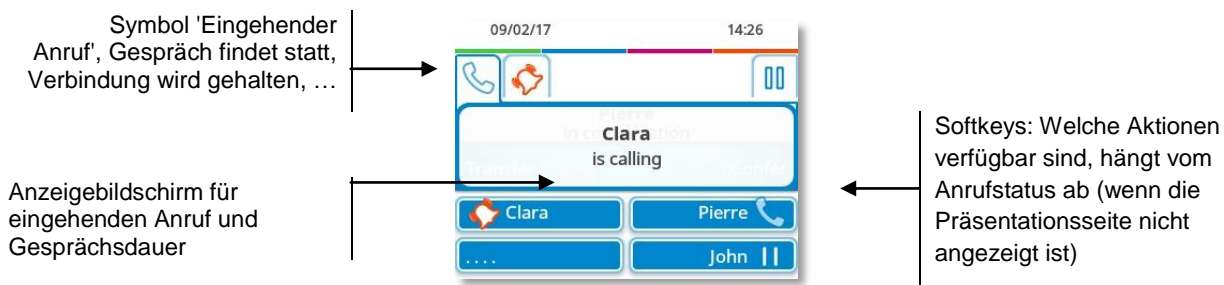 Symbol 'Eingehender
Anruf', Gespräch findet statt,
Verbindung wird gehalten, …
Anzeigebildschirm für
eingehenden Anruf und
Gesprächsdauer
09/02/17 14:26
Pierre
Clara
is calling
Clara
Pierre
....
John
Softkeys: Welche Aktionen
verfügbar sind, hängt vom
Anrufstatus ab (wenn die
Präsentationsseite nicht
angezeigt ist)